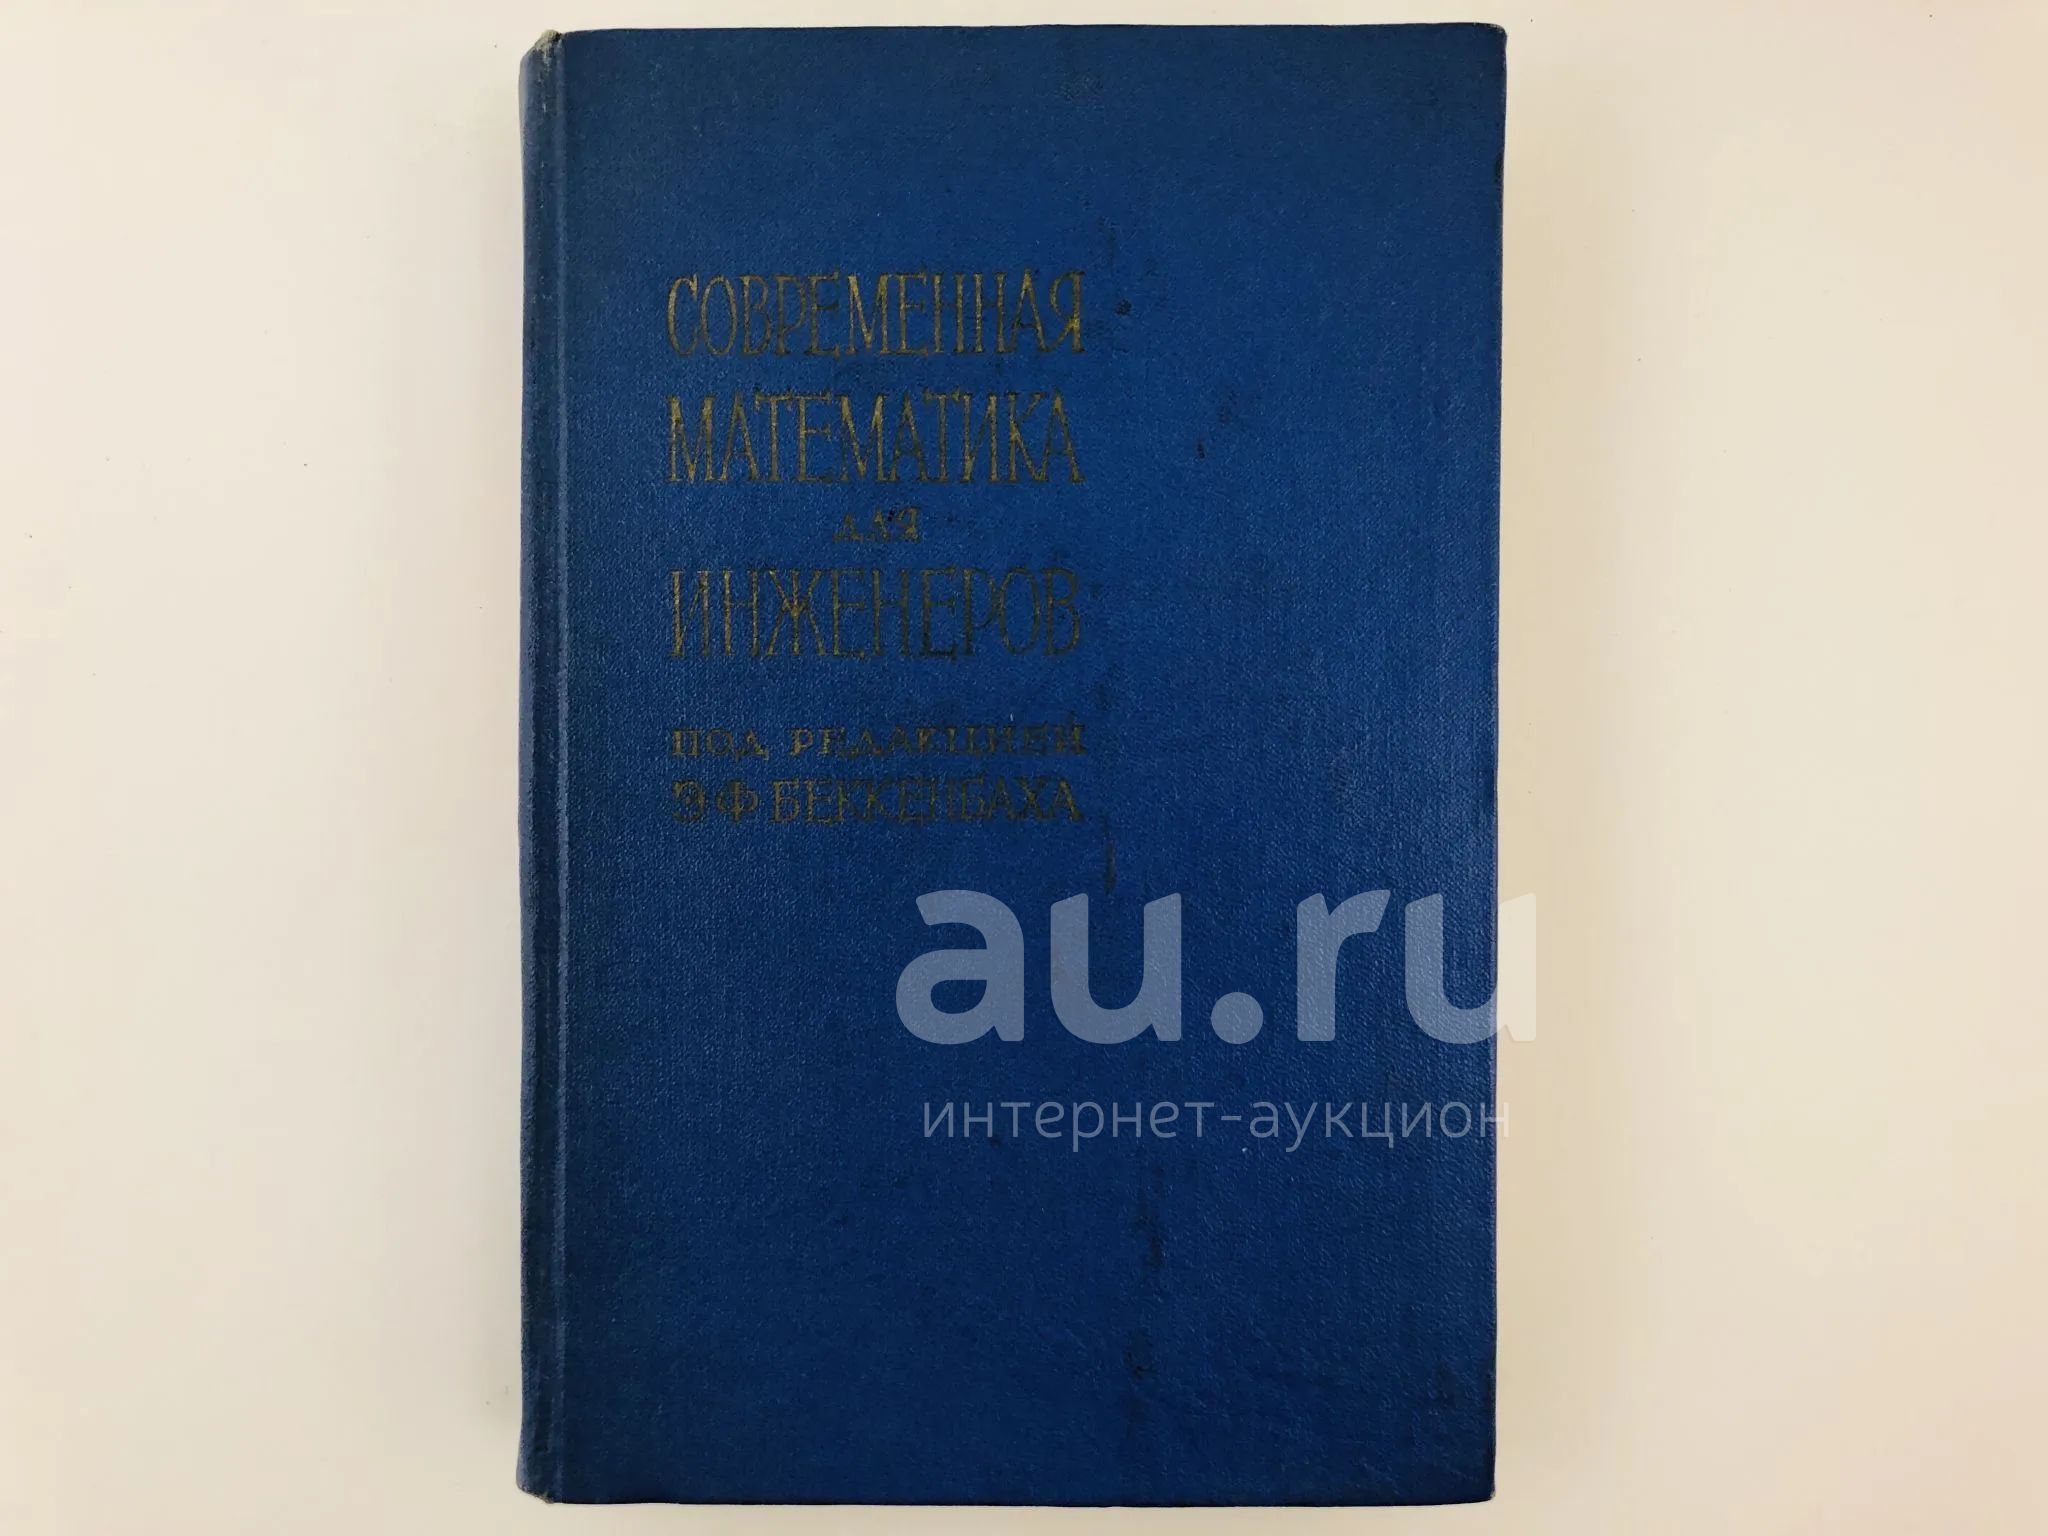 СОВРЕМЕННАЯ
МАТЕМАТИКА
ДЛЯ
ИНЖЕНЕРОВ
ПОД РЕДАКЦИЕЙ
Э Ф БЕККЕНБАХА
au.ru
интернет-аукцион